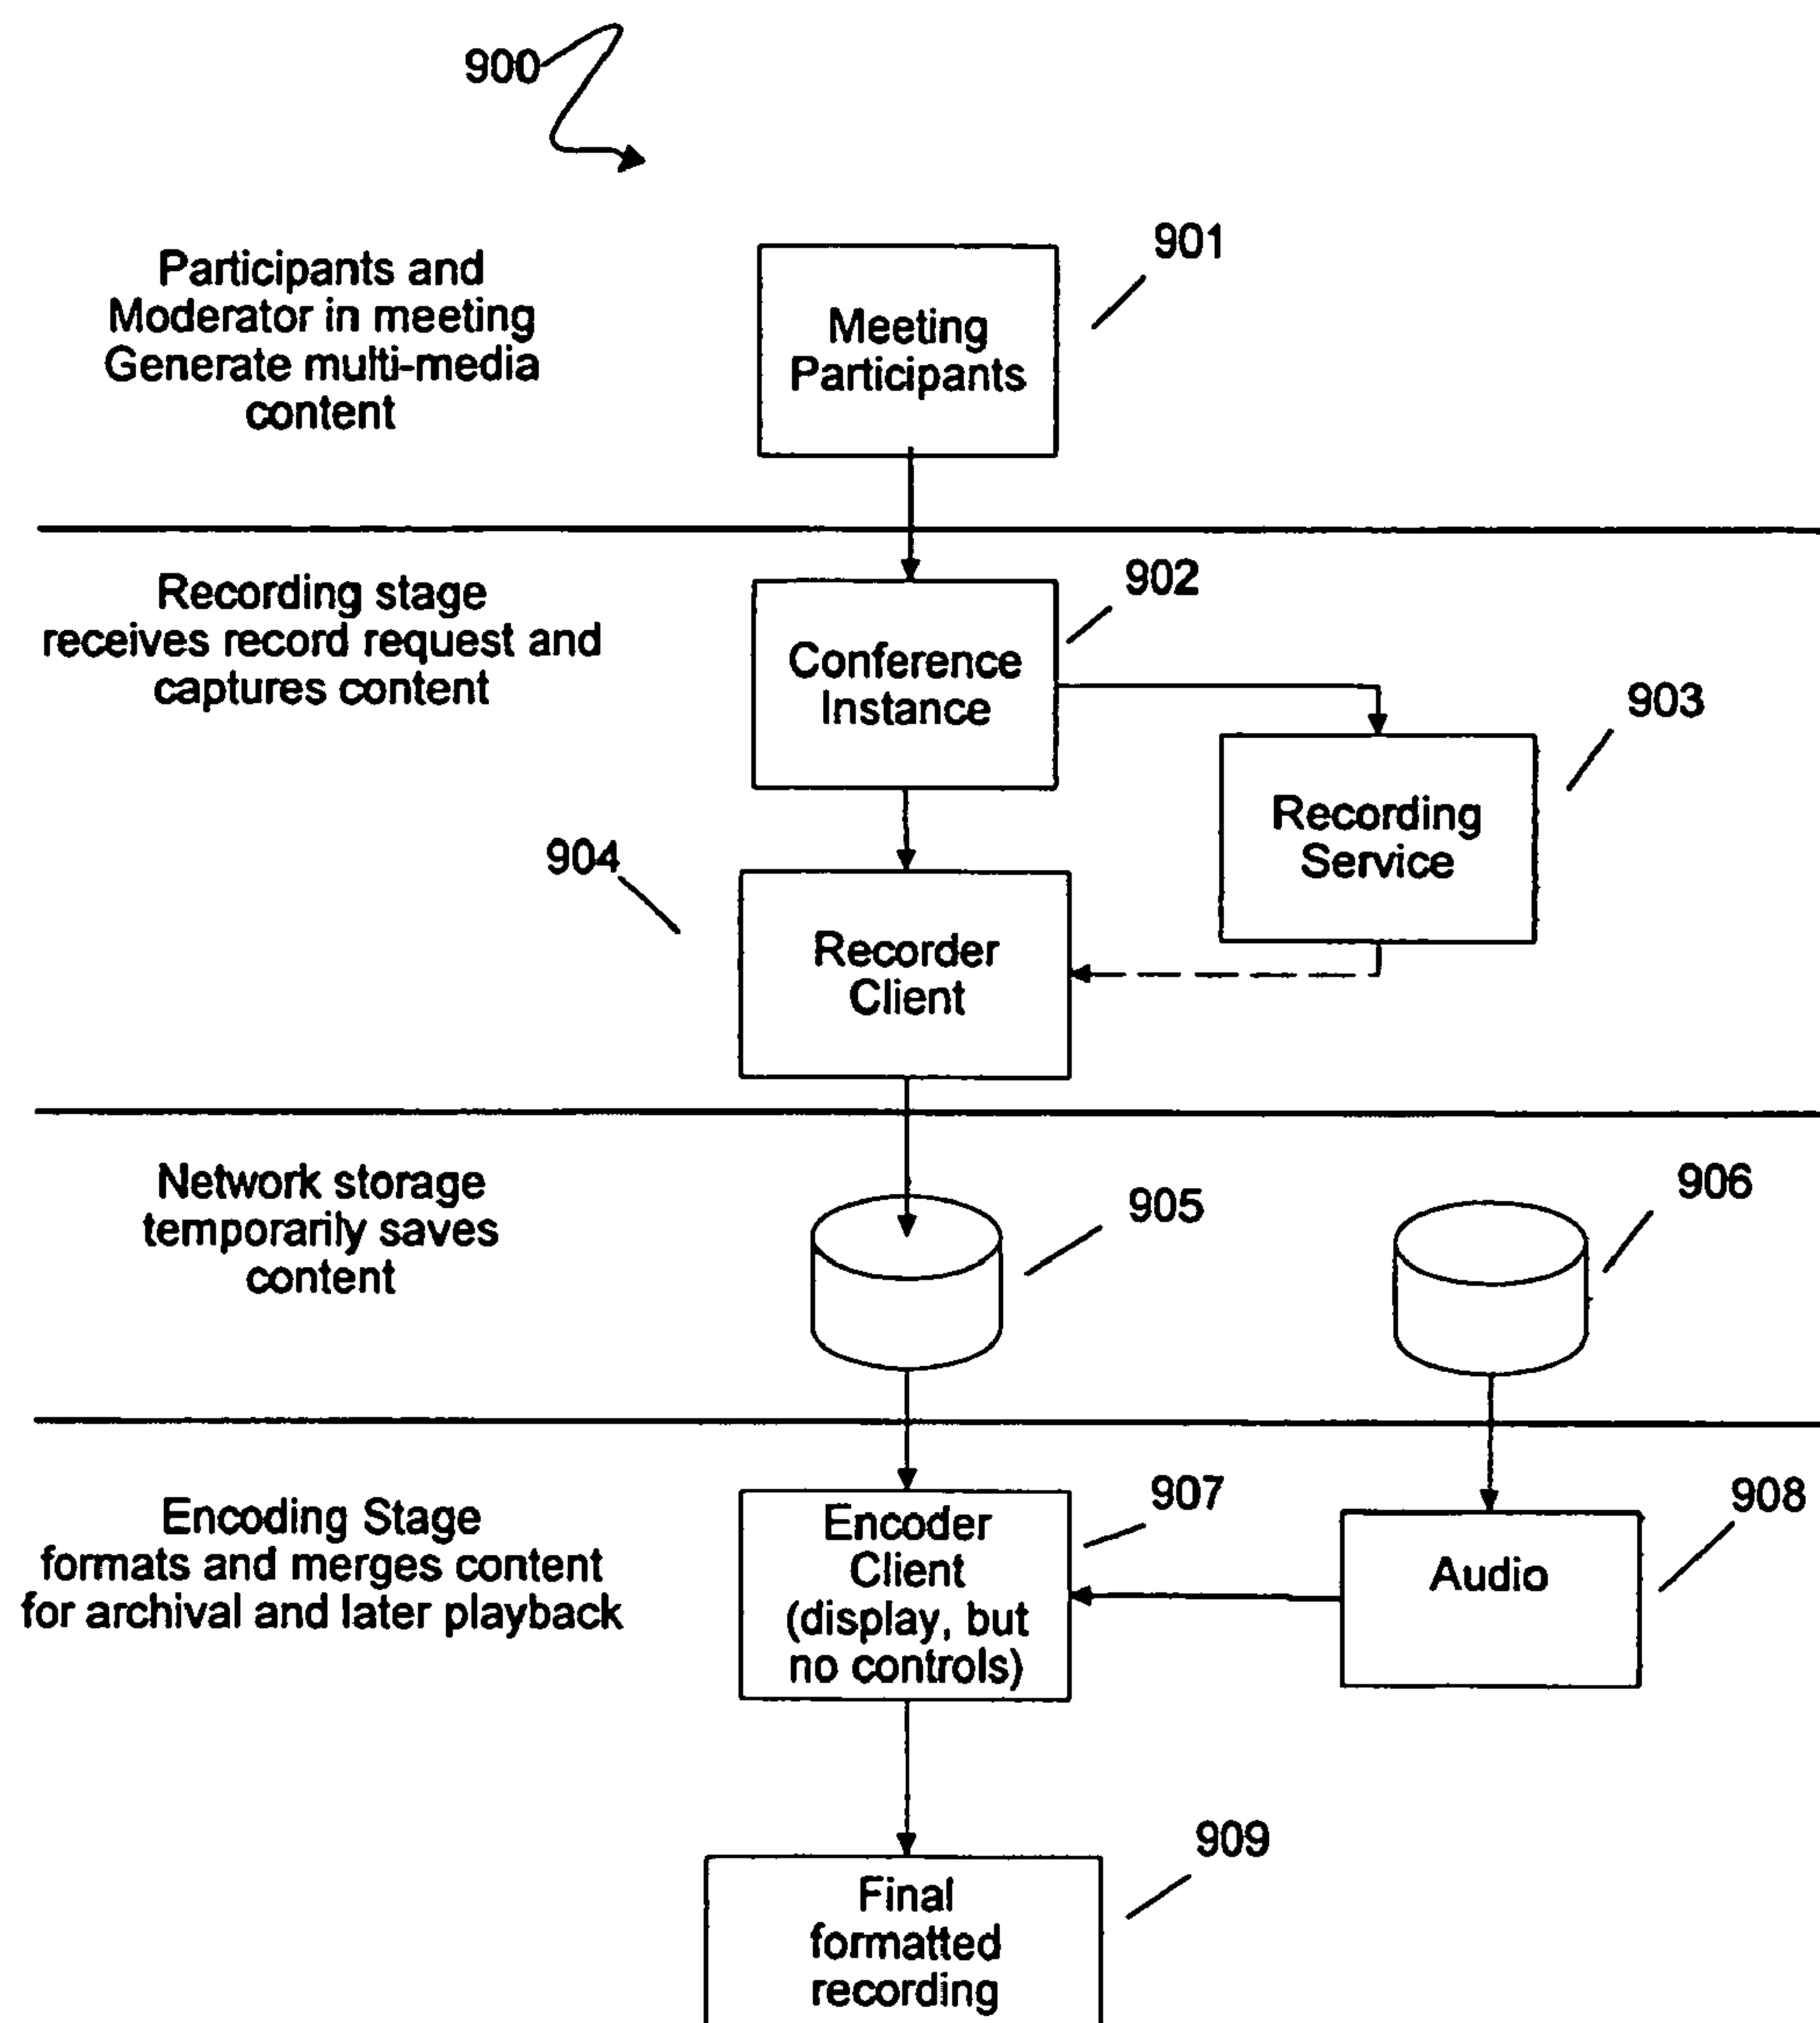 900
901
Participants and
Moderator in meeting
Generate multi-media
content
Meeting
Participants
902
Recording stage
receives record request and
captures content
Conference
Instance
903
Recording
Service
904
Recorder
Client
Network storage
temporarily saves
content
905
906
907
908
Encoding Stage
formats and merges content
for archival and later playback
Encoder
Client
(display, but
no controls)
Audio
909
Final
formatted
recording